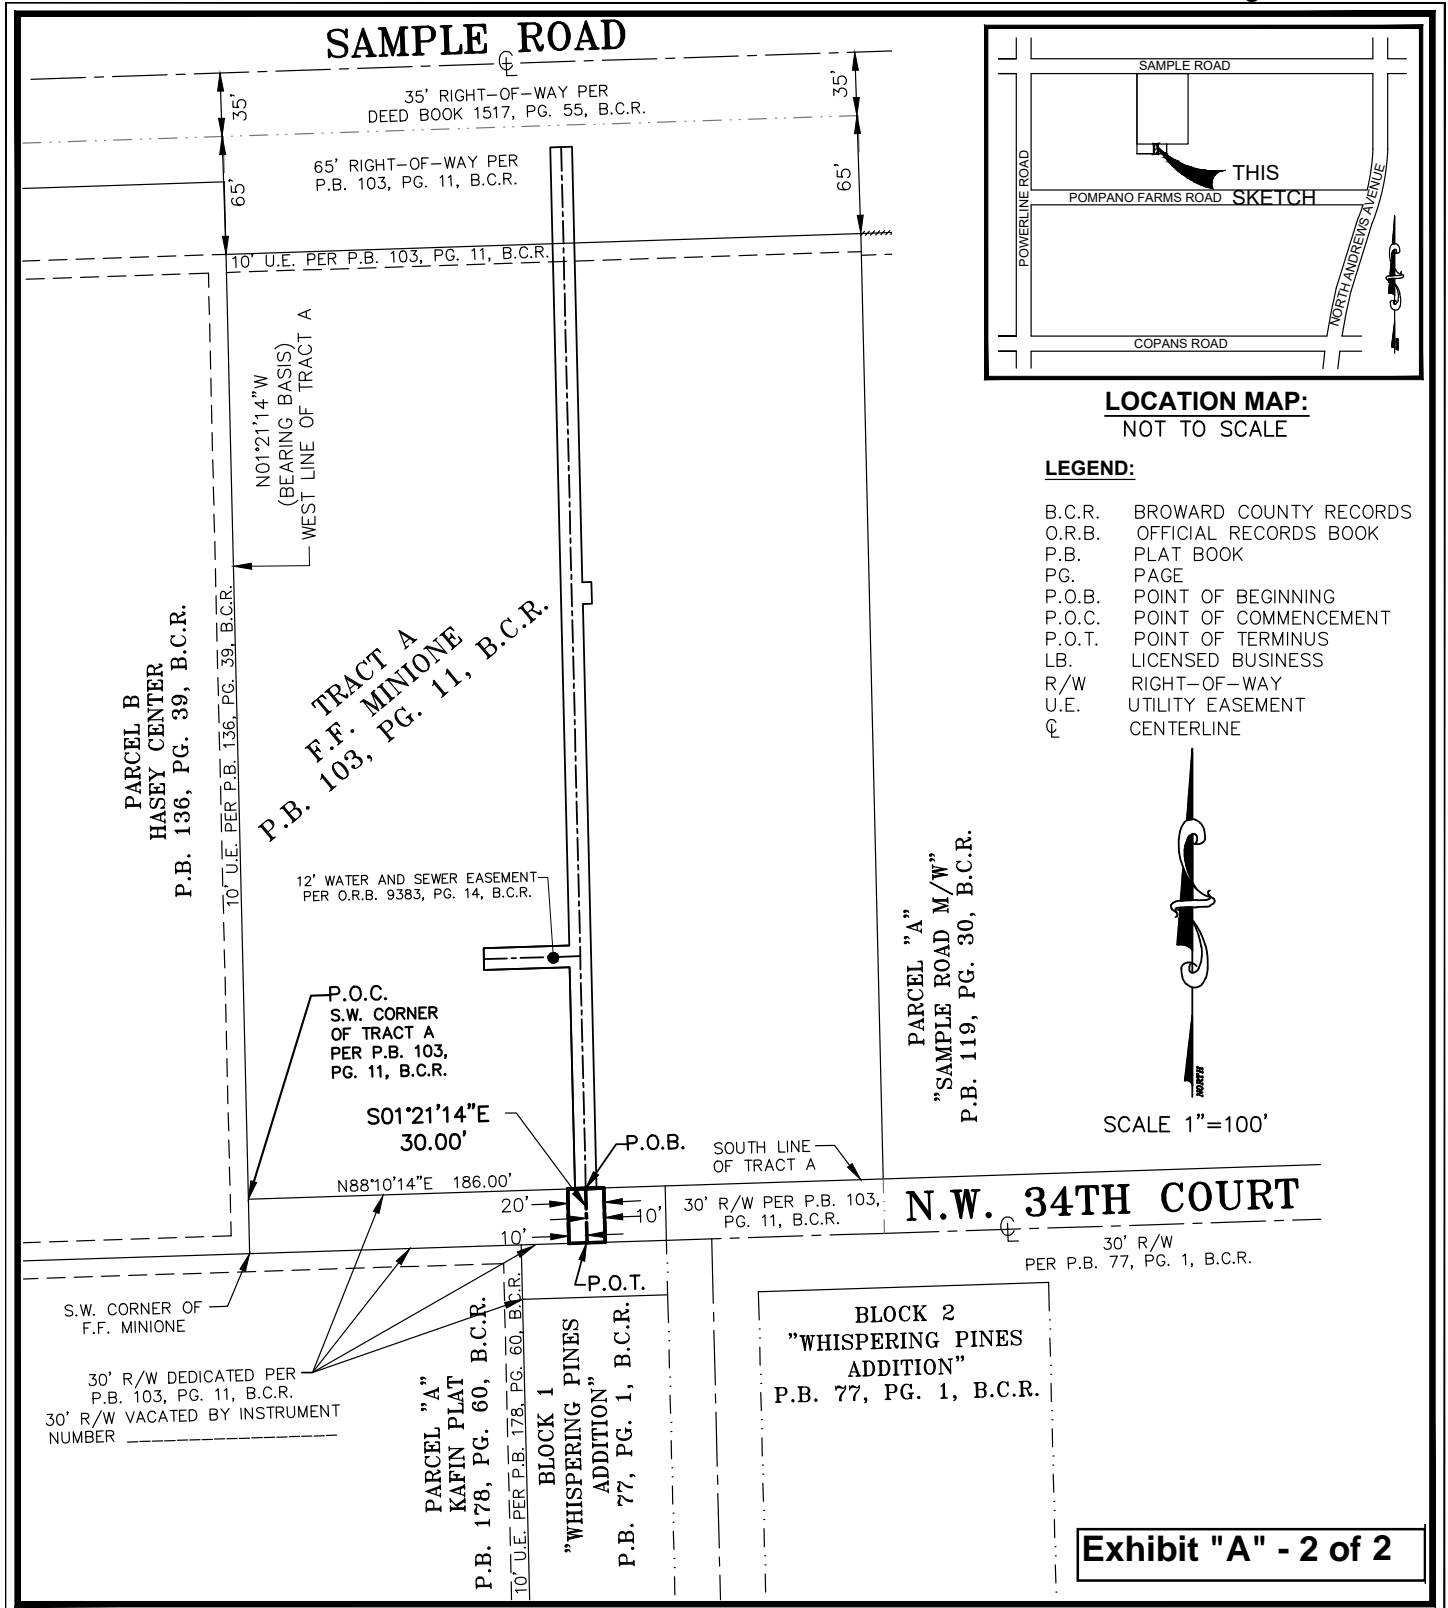 SAMPLE ROAD
35'
35' RIGHT-OF-WAY PER
DEED BOOK 1517, PG. 55, B.C.R.
35'
65'
65' RIGHT-OF-WAY PER
P.B. 103, PG. 11, B.C.R.
65'
10' U.E. PER P.B. 103, PG. 11, B.C.R.
N01°21'14"W
(BEARING BASIS)
WEST LINE OF TRACT A
PARCEL B
HASEY CENTER
P.B. 136, PG. 39, B.C.R.
10' U.E. PER P.B. 136, PG. 39, B.C.R.
TRACT A
F.F. MINIONE
P.B. 103, PG. 11, B.C.R.
12' WATER AND SEWER EASEMENT
PER O.R.B. 9383, PG. 14, B.C.R.
P.O.C.
S.W. CORNER
OF TRACT A
PER P.B. 103,
PG. 11, B.C.R.
S01°21'14"E
30.00'
P.O.B.
SOUTH LINE
OF TRACT A
N88°10'14"E 186.00'
20'
10'
10'
30' R/W PER P.B. 103,
PG. 11, B.C.R.
N.W. 34TH COURT
℄
30' R/W
PER P.B. 77, PG. 1, B.C.R.
P.O.T.
S.W. CORNER OF
F.F. MINIONE
30' R/W DEDICATED PER
P.B. 103, PG. 11, B.C.R.
30' R/W VACATED BY INSTRUMENT
NUMBER _________________
PARCEL "A"
KAFIN PLAT
P.B. 178, PG. 60, B.C.R.
10' U.E. PER P.B. 178, PG. 60, B.C.R.
BLOCK 1
"WHISPERING PINES
ADDITION"
P.B. 77, PG. 1, B.C.R.
BLOCK 2
"WHISPERING PINES
ADDITION"
P.B. 77, PG. 1, B.C.R.
PARCEL "A"
"SAMPLE ROAD M/W"
P.B. 119, PG. 30, B.C.R.
℄
SAMPLE ROAD
POWERLINE ROAD
THIS
SKETCH
POMPANO FARMS ROAD
NORTH ANDREWS AVENUE
COPANS ROAD
LOCATION MAP:
NOT TO SCALE
LEGEND:
B.C.R. BROWARD COUNTY RECORDS
O.R.B. OFFICIAL RECORDS BOOK
P.B. PLAT BOOK
PG. PAGE
P.O.B. POINT OF BEGINNING
P.O.C. POINT OF COMMENCEMENT
P.O.T. POINT OF TERMINUS
LB. LICENSED BUSINESS
R/W RIGHT-OF-WAY
U.E. UTILITY EASEMENT
℄ CENTERLINE
NORTH
SCALE 1"=100'
Exhibit "A" - 2 of 2